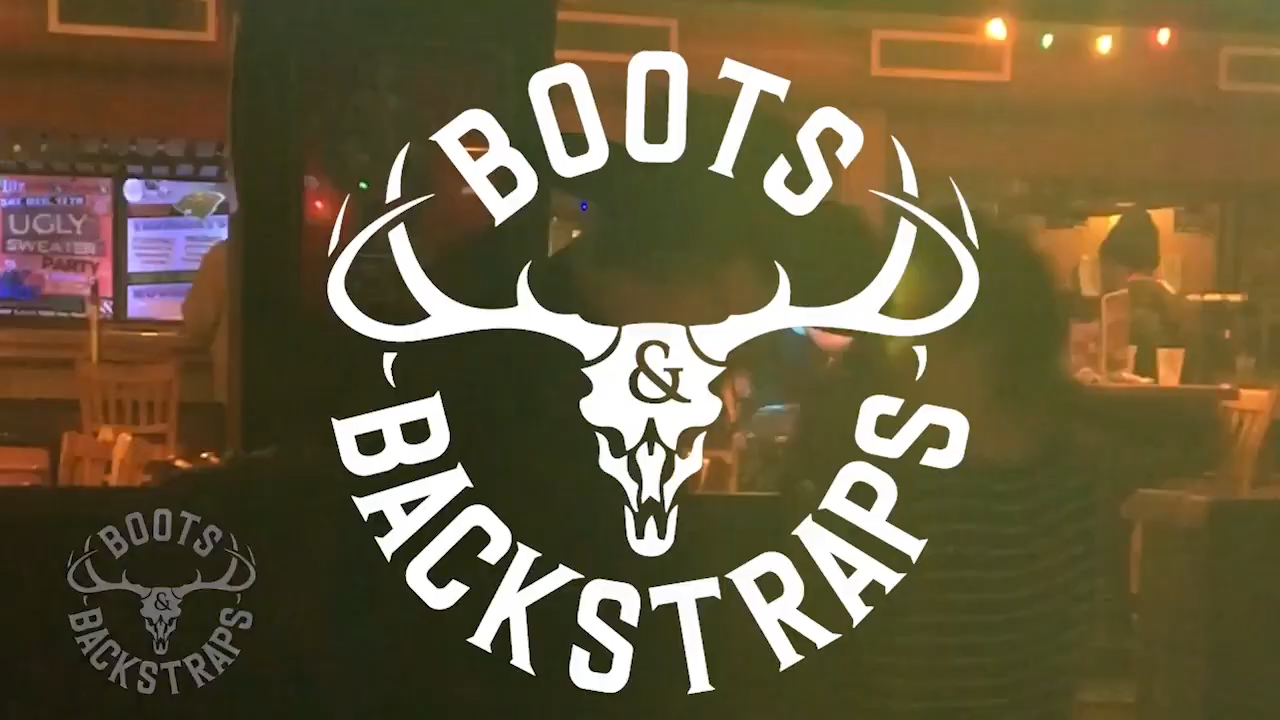 BOOTS
&
BACKSTRAPS
UGLY
SWEATER
PARTY
BOOTS
&
BACKSTRAPS